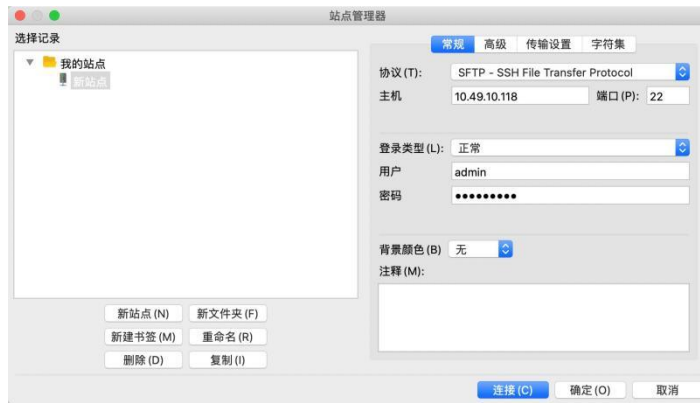 站点管理器
选择记录
我的站点
新站点
新站点(N) 新文件夹(F)
新建书签(M) 重命名(R)
删除(D) 复制(I)
常规 高级 传输设置 字符集
协议(T): SFTP - SSH File Transfer Protocol
主机 10.49.10.118 端口(P): 22
登录类型(L): 正常
用户 admin
密码 •••••••••
背景颜色(B) 无
注释(M):
连接(C) 确定(O) 取消